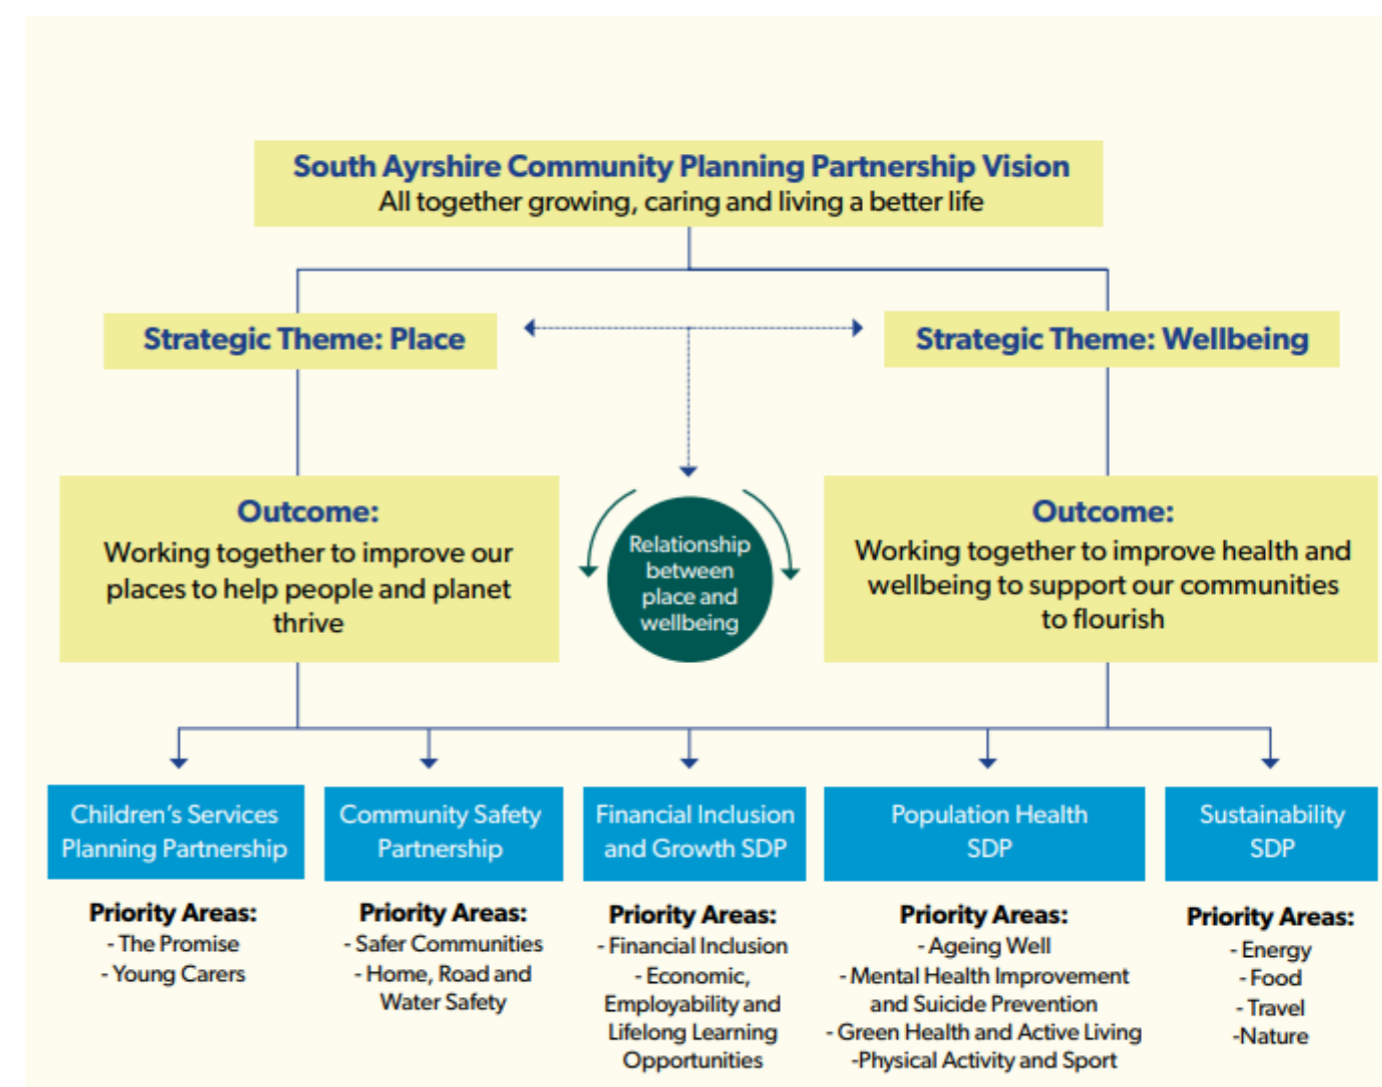 South Ayrshire Community Planning Partnership Vision
All together growing, caring and living a better life
Strategic Theme: Place
Strategic Theme: Wellbeing
Outcome:
Working together to improve our
places to help people and planet
thrive
Relationship
between
place and
wellbeing
Outcome:
Working together to improve health and
wellbeing to support our communities
to flourish
Children's Services
Planning Partnership
Priority Areas:
- The Promise
- Young Carers
Community Safety
Partnership
Priority Areas:
- Safer Communities
- Home, Road and
Water Safety
Financial Inclusion
and Growth SDP
Priority Areas:
- Financial Inclusion
- Economic,
Employability and
Lifelong Learning
Opportunities
Population Health
SDP
Priority Areas:
- Ageing Well
- Mental Health Improvement
and Suicide Prevention
- Green Health and Active Living
-Physical Activity and Sport
Sustainability
SDP
Priority Areas:
- Energy
- Food
- Travel
-Nature